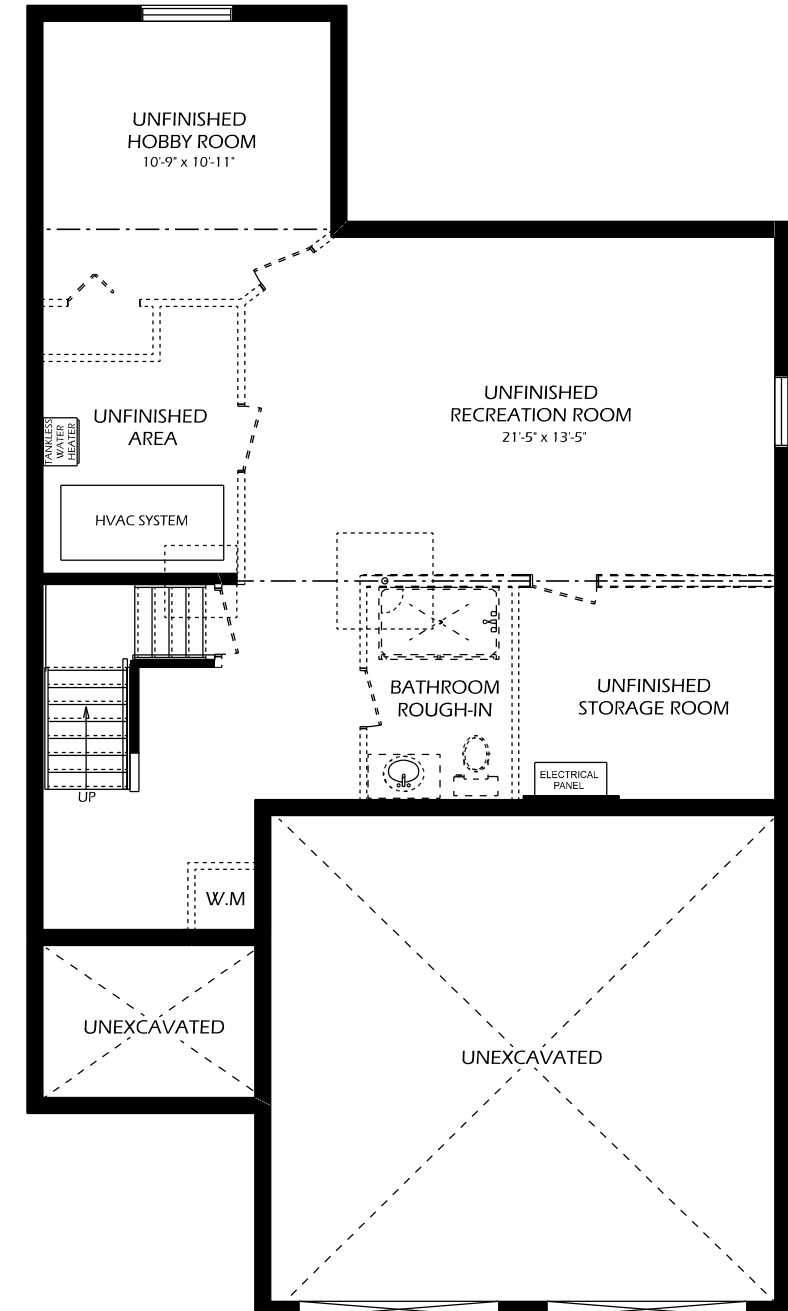 UNFINISHED
HOBBY ROOM
10'-9" x 10'-11"
UNFINISHED
RECREATION ROOM
21'-5" x 13'-5"
UNFINISHED
AREA
TANKLESS
WATER
HEATER
HVAC SYSTEM
BATHROOM
ROUGH-IN
UNFINISHED
STORAGE ROOM
ELECTRICAL
PANEL
UP
W.M
UNEXCAVATED
UNEXCAVATED